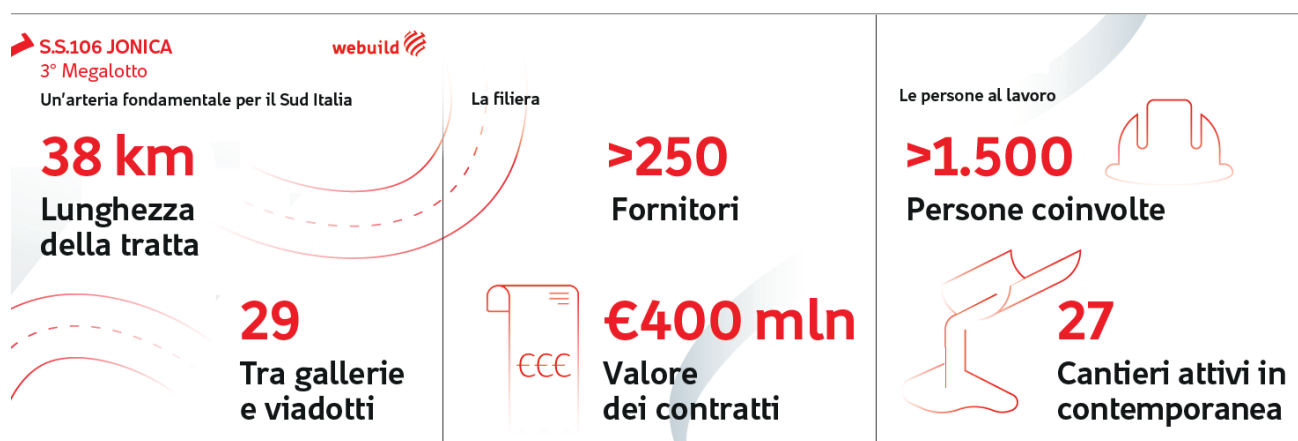 S.S.106 JONICA
3° Megalotto
webuild
Un'arteria fondamentale per il Sud Italia
38 km
Lunghezza
della tratta
29
Tra gallerie
e viadotti
La filiera
>250
Fornitori
€€€
€400 mln
Valore
dei contratti
Le persone al lavoro
>1.500
Persone coinvolte
27
Cantieri attivi in
contemporanea